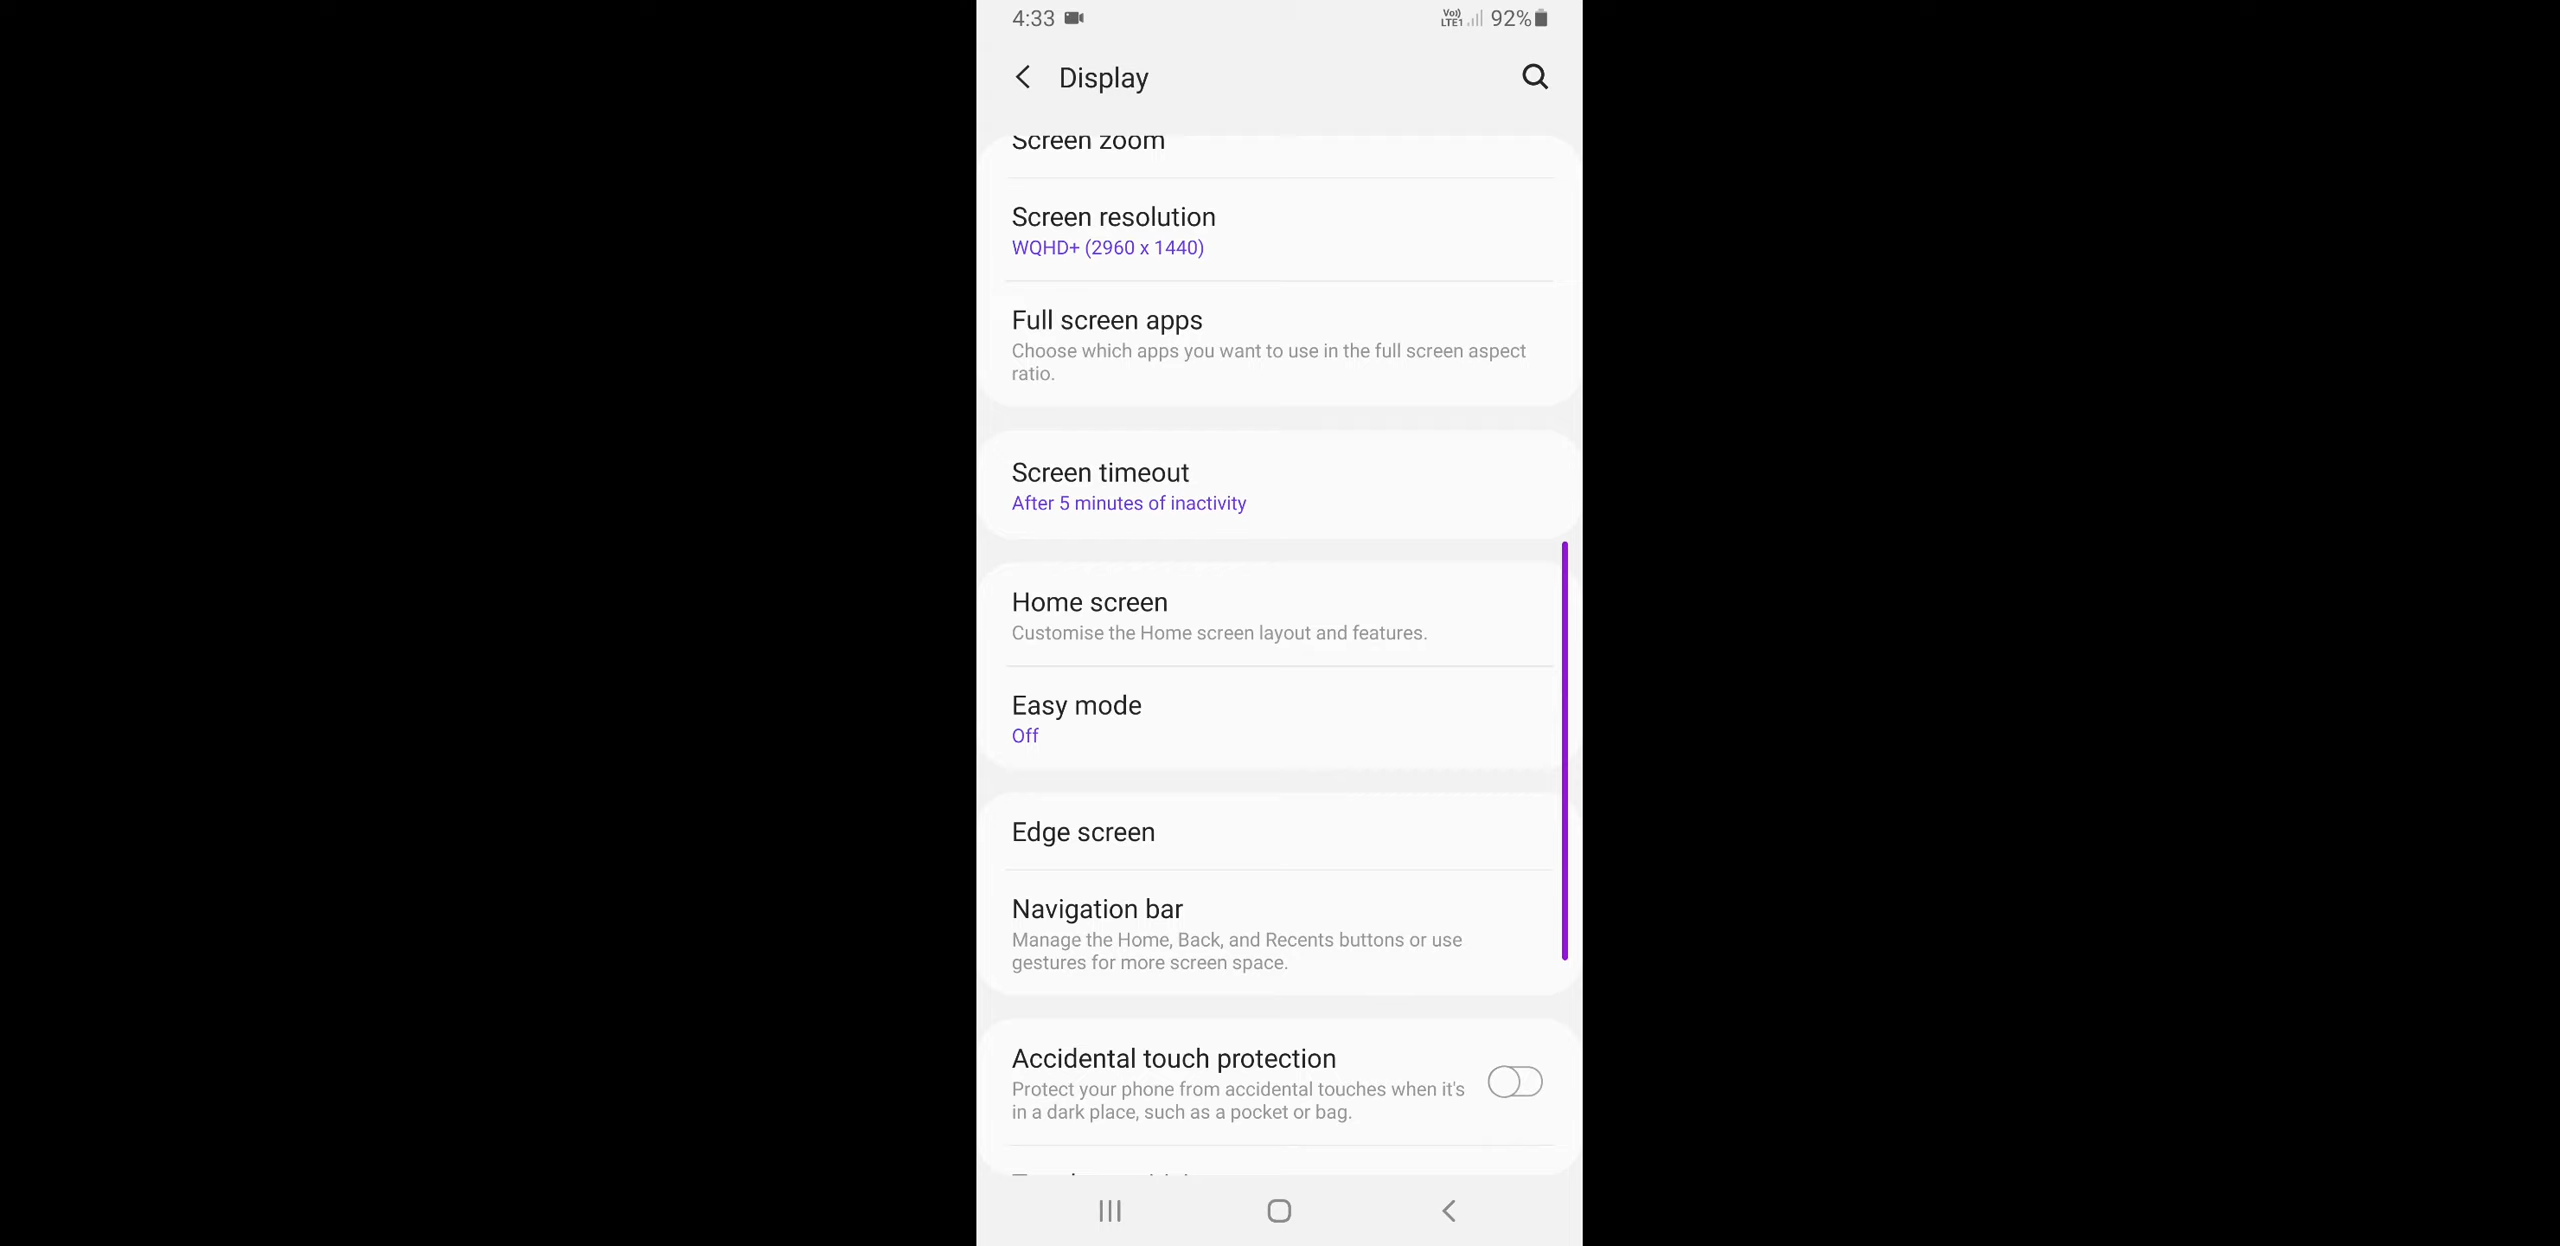 4:33
Vo))
LTE1
92%
Display
Screen zoom
Screen resolution
WQHD+ (2960 x 1440)
Full screen apps
Choose which apps you want to use in the full screen aspect
ratio.
Screen timeout
After 5 minutes of inactivity
Home screen
Customise the Home screen layout and features.
Easy mode
Off
Edge screen
Navigation bar
Manage the Home, Back, and Recents buttons or use
gestures for more screen space.
Accidental touch protection
Protect your phone from accidental touches when it's
in a dark place, such as a pocket or bag.